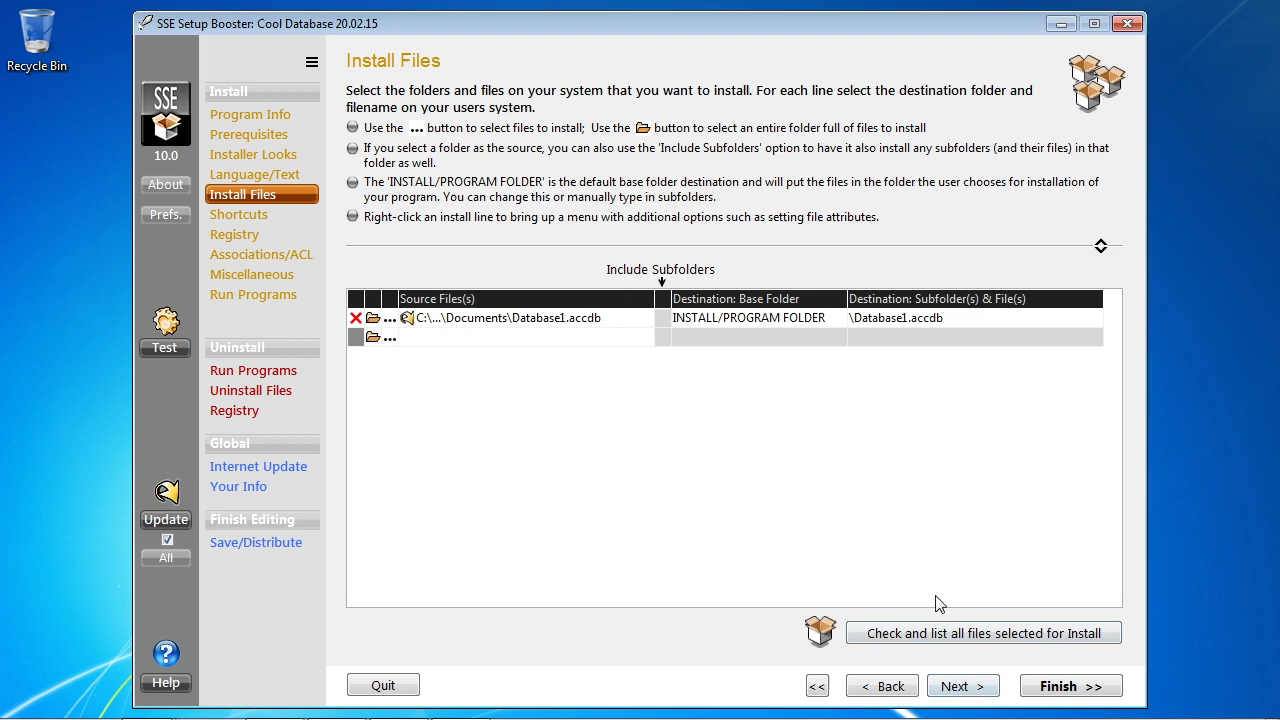 Recycle Bin
SSE Setup Booster: Cool Database 20.02.15
SSE
10.0
About
Prefs.
Test
Update
All
Help
Install
Program Info
Prerequisites
Installer Looks
Language/Text
Install Files
Shortcuts
Registry
Associations/ACL
Miscellaneous
Run Programs
Uninstall
Run Programs
Uninstall Files
Registry
Global
Internet Update
Your Info
Finish Editing
Save/Distribute
Install Files
Select the folders and files on your system that you want to install. For each line select the destination folder and
filename on your users system.
Use the ... button to select files to install; Use the button to select an entire folder full of files to install
If you select a folder as the source, you can also use the 'Include Subfolders' option to have it also install any subfolders (and their files) in that
folder as well.
The 'INSTALL/PROGRAM FOLDER' is the default base folder destination and will put the files in the folder the user chooses for installation of
your program. You can change this or manually type in subfolders.
Right-click an install line to bring up a menu with additional options such as setting file attributes.
Include Subfolders
Source Files(s) Destination: Base Folder Destination: Subfolder(s) & File(s)
... C:\...\Documents\Database1.accdb INSTALL/PROGRAM FOLDER \Database1.accdb
...
Check and list all files selected for Install
Quit << < Back Next > Finish >>